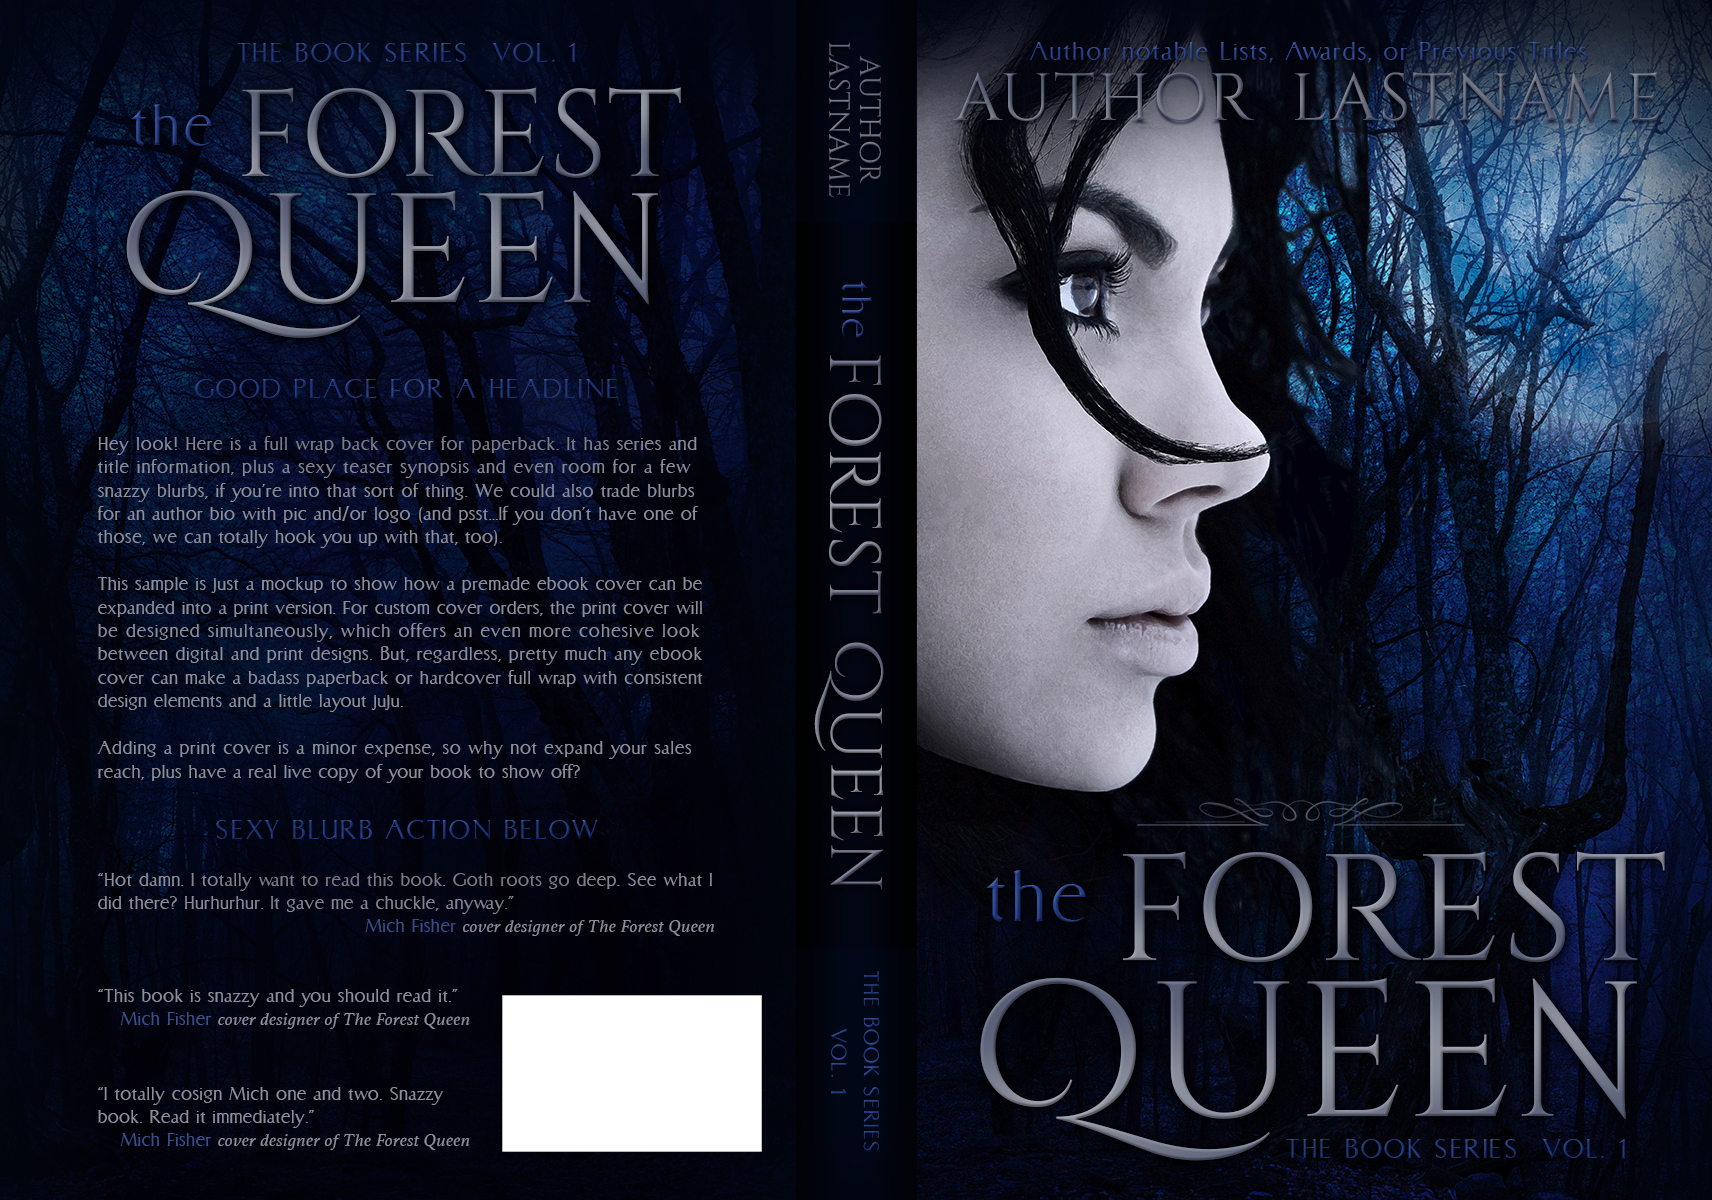 THE BOOK SERIES VOL. 1
the FOREST
QUEEN
GOOD PLACE FOR A HEADLINE
Hey look! Here is a full wrap back cover for paperback. It has series and
title information, plus a sexy teaser synopsis and even room for a few
snazzy blurbs, if you're into that sort of thing. We could also trade blurbs
for an author bio with pic and/or logo (and psst...If you don't have one of
those, we can totally hook you up with that, too).
This sample is just a mockup to show how a premade ebook cover can be
expanded into a print version. For custom cover orders, the print cover will
be designed simultaneously, which offers an even more cohesive look
between digital and print designs. But, regardless, pretty much any ebook
cover can make a badass paperback or hardcover full wrap with consistent
design elements and a little layout juju.
Adding a print cover is a minor expense, so why not expand your sales
reach, plus have a real live copy of your book to show off?
SEXY BLURB ACTION BELOW
“Hot damn. I totally want to read this book. Goth roots go deep. See what I
did there? Hurhurhur. It gave me a chuckle, anyway.”
Mich Fisher cover designer of The Forest Queen
“This book is snazzy and you should read it.”
Mich Fisher cover designer of The Forest Queen
“I totally cosign Mich one and two. Snazzy
book. Read it immediately.”
Mich Fisher cover designer of The Forest Queen
AUTHOR
LASTNAME
the FOREST QUEEN
THE BOOK SERIES
VOL. 1
Author notable Lists, Awards, or Previous Titles
AUTHOR LASTNAME
the FOREST
QUEEN
THE BOOK SERIES VOL. 1